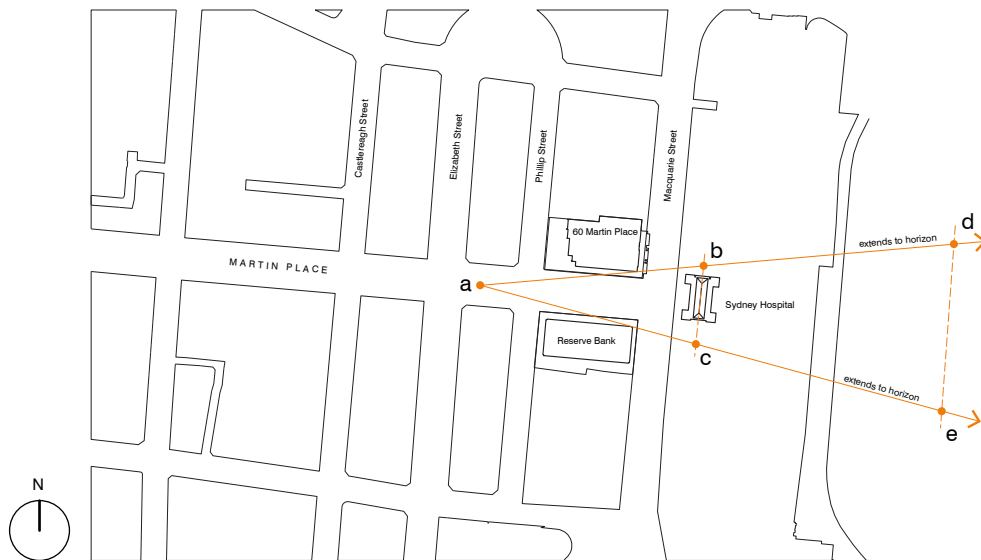 Castlereagh Street
Elizabeth Street
Phillip Street
Macquarie Street
60 Martin Place
d
extends to horizon
b
MARTIN PLACE
a
Sydney Hospital
Reserve Bank
c
extends to horizon
e
N